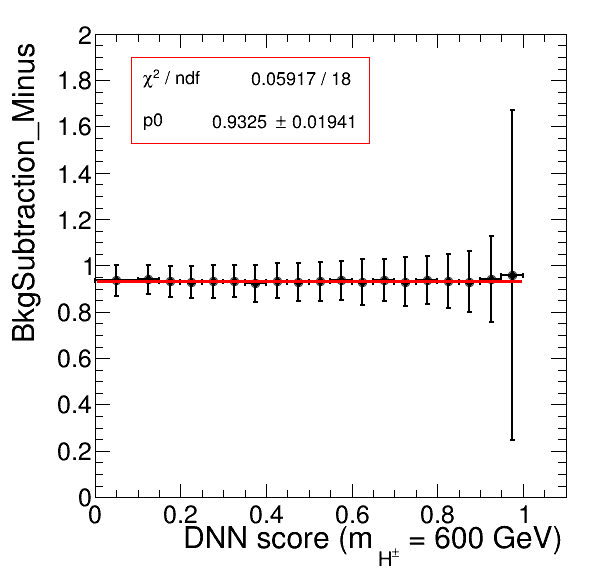 BkgSubtraction_Minus
2
1.8
1.6
1.4
1.2
1
0.8
0.6
0.4
0.2
0
χ² / ndf 0.05917 / 18
p0 0.9325 ± 0.01941
0 0.2 0.4 0.6 0.8 1
DNN score (m_H± = 600 GeV)